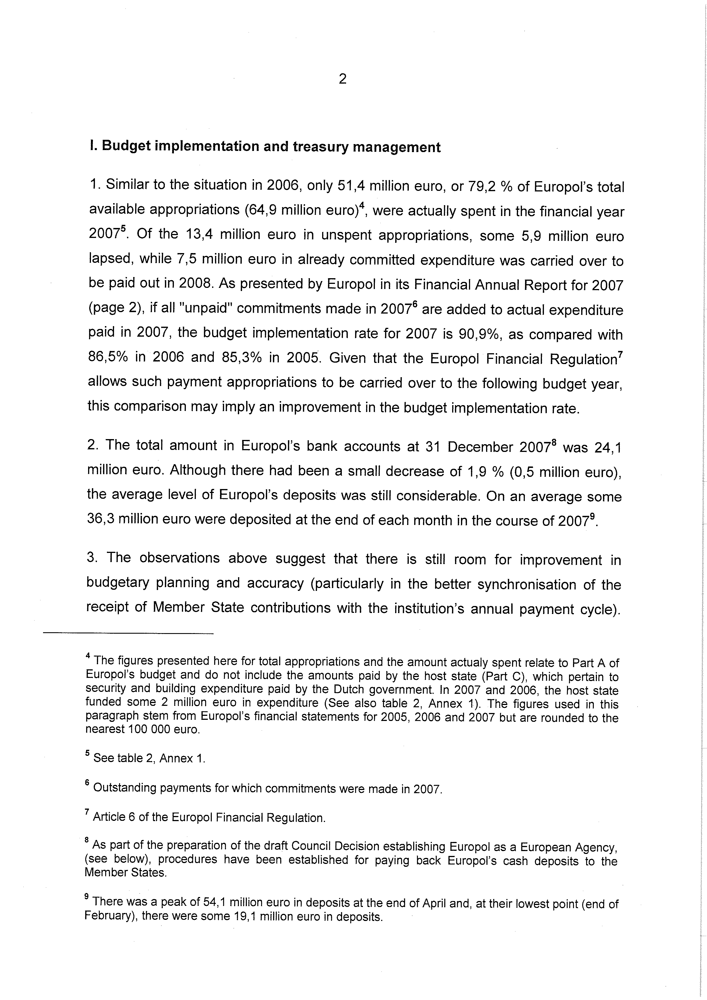 2
I. Budget implementation and treasury management
1. Similar to the situation in 2006, only 51,4 million euro, or 79,2 % of Europol's total
available appropriations (64,9 million euro)⁴, were actually spent in the financial year
2007⁵. Of the 13,4 million euro in unspent appropriations, some 5,9 million euro
lapsed, while 7,5 million euro in already committed expenditure was carried over to
be paid out in 2008. As presented by Europol in its Financial Annual Report for 2007
(page 2), if all "unpaid" commitments made in 2007⁶ are added to actual expenditure
paid in 2007, the budget implementation rate for 2007 is 90,9%, as compared with
86,5% in 2006 and 85,3% in 2005. Given that the Europol Financial Regulation⁷
allows such payment appropriations to be carried over to the following budget year,
this comparison may imply an improvement in the budget implementation rate.
2. The total amount in Europol's bank accounts at 31 December 2007⁸ was 24,1
million euro. Although there had been a small decrease of 1,9 % (0,5 million euro),
the average level of Europol's deposits was still considerable. On an average some
36,3 million euro were deposited at the end of each month in the course of 2007⁹.
3. The observations above suggest that there is still room for improvement in
budgetary planning and accuracy (particularly in the better synchronisation of the
receipt of Member State contributions with the institution's annual payment cycle).
⁴ The figures presented here for total appropriations and the amount actualy spent relate to Part A of
Europol's budget and do not include the amounts paid by the host state (Part C), which pertain to
security and building expenditure paid by the Dutch government. In 2007 and 2006, the host state
funded some 2 million euro in expenditure (See also table 2, Annex 1). The figures used in this
paragraph stem from Europol's financial statements for 2005, 2006 and 2007 but are rounded to the
nearest 100 000 euro.
⁵ See table 2, Annex 1.
⁶ Outstanding payments for which commitments were made in 2007.
⁷ Article 6 of the Europol Financial Regulation.
⁸ As part of the preparation of the draft Council Decision establishing Europol as a European Agency,
(see below), procedures have been established for paying back Europol's cash deposits to the
Member States.
⁹ There was a peak of 54,1 million euro in deposits at the end of April and, at their lowest point (end of
February), there were some 19,1 million euro in deposits.